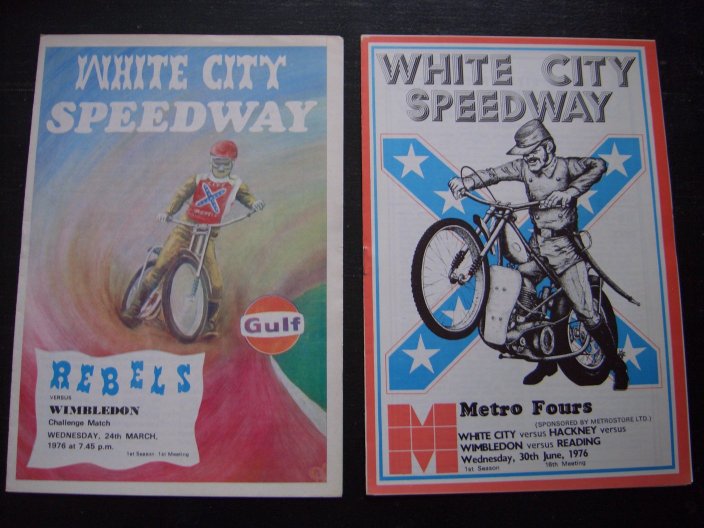 WHITE CITY
SPEEDWAY
CITY
REBELS
Gulf
REBELS
VERSUS
WIMBLEDON
Challenge Match
WEDNESDAY, 24th MARCH,
1976 at 7.45 p.m.
1st Season 1st Meeting
WHITE CITY
SPEEDWAY
Metro Fours
(SPONSORED BY METROSTORE LTD.)
WHITE CITY versus HACKNEY versus
WIMBLEDON versus READING
Wednesday, 30th June, 1976
1st Season 16th Meeting